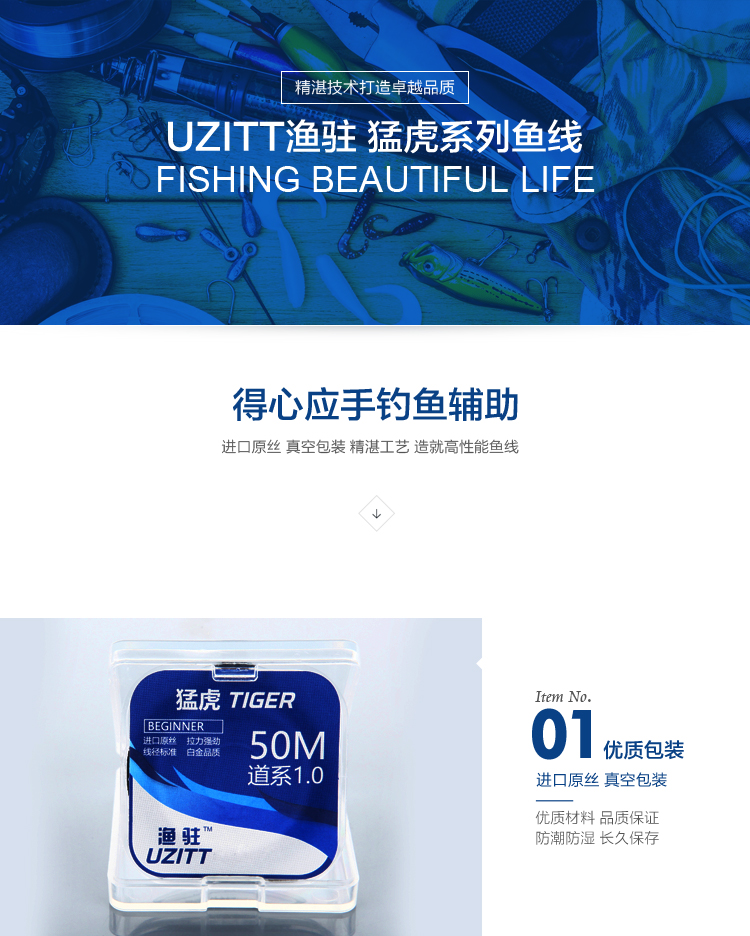 精湛技术打造卓越品质
UZITT渔驻 猛虎系列鱼线
FISHING BEAUTIFUL LIFE
得心应手钓鱼辅助
进口原丝 真空包装 精湛工艺 造就高性能鱼线
猛虎 TIGER
BEGINNER
进口原丝 拉力强劲
线径标准 白金品质
50M
道系1.0
渔驻™
UZITT
Item No.
01 优质包装
进口原丝 真空包装
优质材料 品质保证
防潮防湿 长久保存